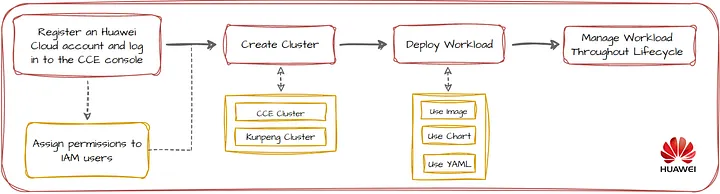 Register an Huawei
Cloud account and log
in to the CCE console
Create Cluster
Deploy Workload
Manage Workload
Throughout Lifecycle
Assign permissions to
IAM users
CCE Cluster
Kunpeng Cluster
Use Image
Use Chart
Use YAML
HUAWEI